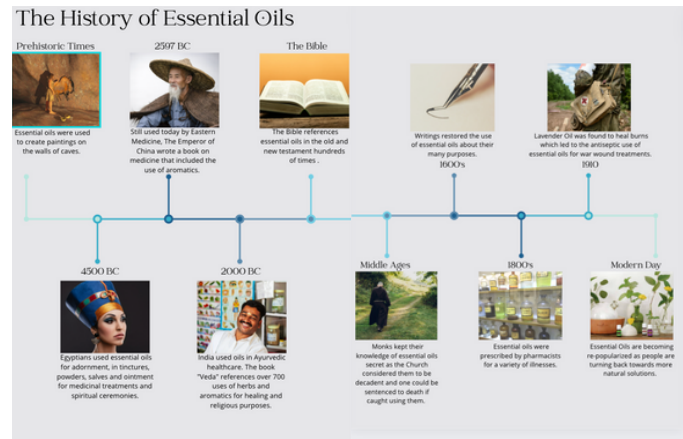 The History of Essential Oils
Prehistoric Times
Essential oils were used
to create paintings on
the walls of caves.
4500 BC
Egyptians used essential oils
for adornment, in tinctures,
powders, salves and ointment
for medicinal treatments and
spiritual ceremonies.
2597 BC
Still used today by Eastern
Medicine, The Emperor of
China wrote a book on
medicine that included the
use of aromatics.
2000 BC
India used oils in Ayurvedic
healthcare. The book
"Veda" references over 700
uses of herbs and
aromatics for healing and
religious purposes.
The Bible
The Bible references
essential oils in the old and
new testament hundreds
of times .
Middle Ages
Monks kept their
knowledge of essential oils
secret as the Church
considered them to be
decadent and one could be
sentenced to death if
caught using them.
Writings restored the use
of essential oils about their
many purposes.
1600's
1800's
Essential oils were
prescribed by pharmacists
for a variety of illnesses.
Lavender Oil was found to heal burns
which led to the antiseptic use of
essential oils for war wound treatments.
1910
Modern Day
Essential Oils are becoming
re-popularized as people are
turning back towards more
natural solutions.